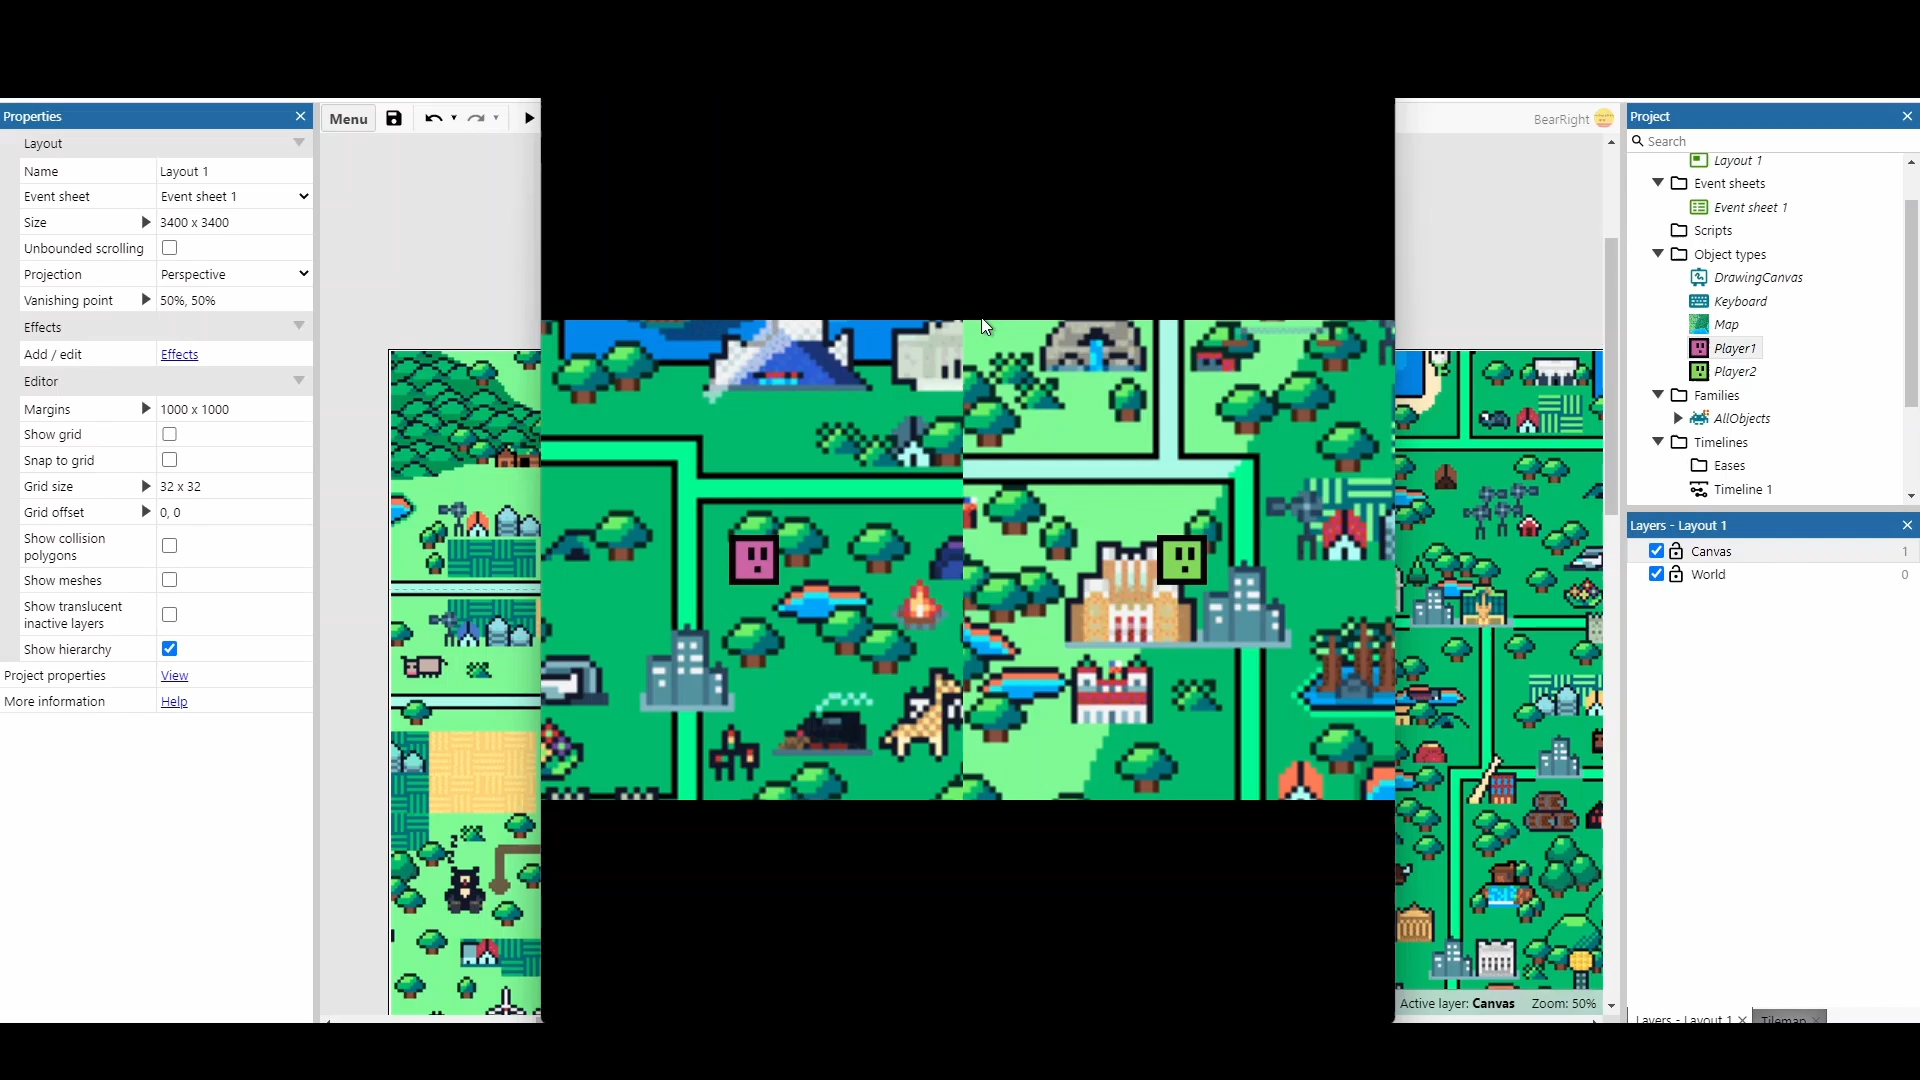 Properties
Layout
Name Layout 1
Event sheet Event sheet 1
Size 3400 x 3400
Unbounded scrolling
Projection Perspective
Vanishing point 50%, 50%
Effects
Add / edit Effects
Editor
Margins 1000 x 1000
Show grid
Snap to grid
Grid size 32 x 32
Grid offset 0, 0
Show collision
polygons
Show meshes
Show translucent
inactive layers
Show hierarchy
Project properties View
More information Help
Menu
BearRight
Active layer: Canvas Zoom: 50%
Project
Search
Layout 1
Event sheets
Event sheet 1
Scripts
Object types
DrawingCanvas
Keyboard
Map
Player1
Player2
Families
AllObjects
Timelines
Eases
Timeline 1
Layers - Layout 1
Canvas 1
World 0
Layers - Layout 1 Tilemap